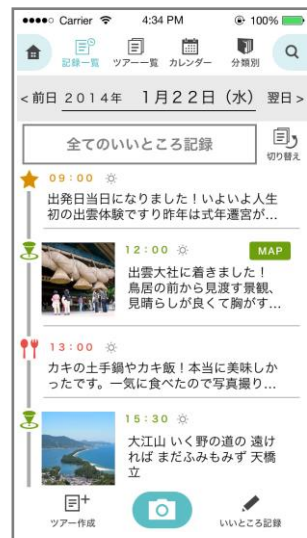 Carrier 4:34 PM 100%
記録一覧 ツアー一覧 カレンダー 分類別
<前日 2014年 1月22日（水） 翌日>
全てのいいところ記録
切り替え
09:00
出発日当日になりました！いよいよ人生
初の出雲体験ですり昨年は式年遷宮が...
12:00 MAP
出雲大社に着きました！
鳥居の前から見渡す景観、
見晴らしが良くて胸がす...
13:00
カキの土手鍋やカキ飯！本当に美味しか
ったです。一気に食べたので写真撮り...
15:30
大江山 いく野の道の 遠け
れば まだふみもみず 天橋
立
ツアー作成 いいところ記録